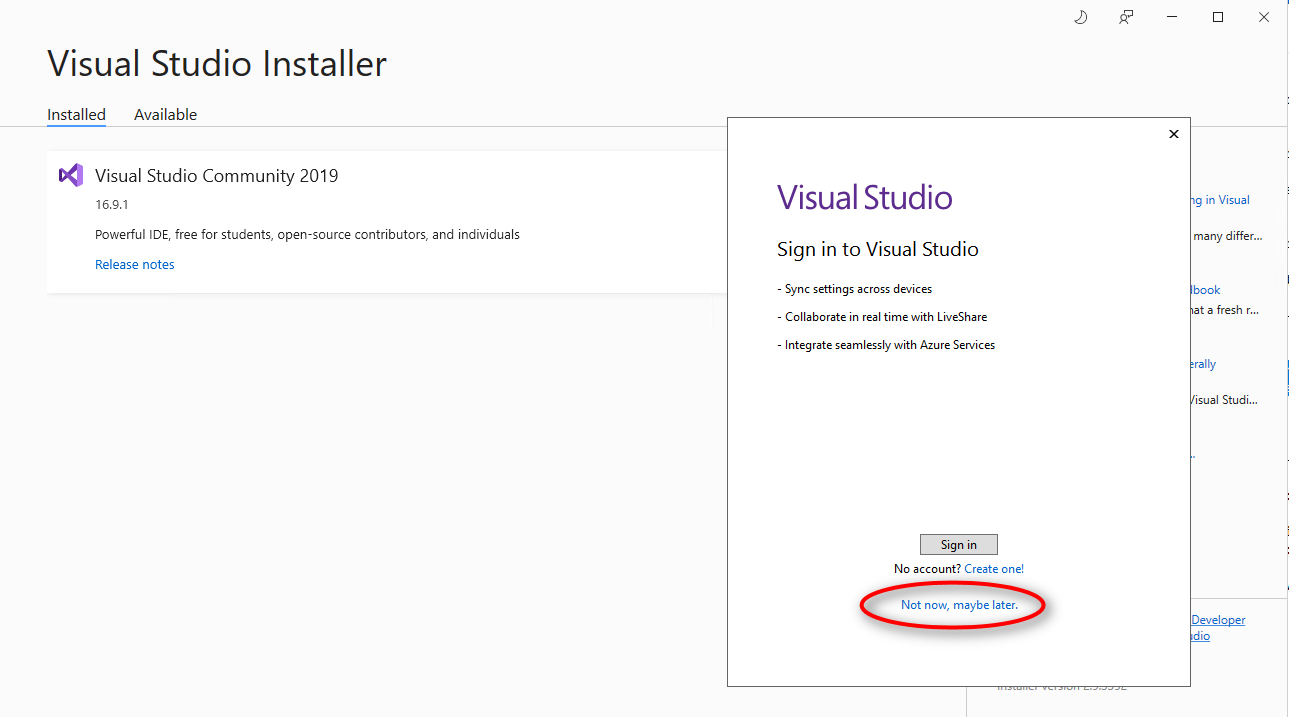 Visual Studio Installer
Installed
Available
Visual Studio Community 2019
16.9.1
Powerful IDE, free for students, open-source contributors, and individuals
Release notes
Visual Studio
Sign in to Visual Studio
- Sync settings across devices
- Collaborate in real time with LiveShare
- Integrate seamlessly with Azure Services
Sign in
No account? Create one!
Not now, maybe later.
ng in Visual
many differ...
dbook
hat a fresh r...
erally
Visual Studi...
Developer
udio